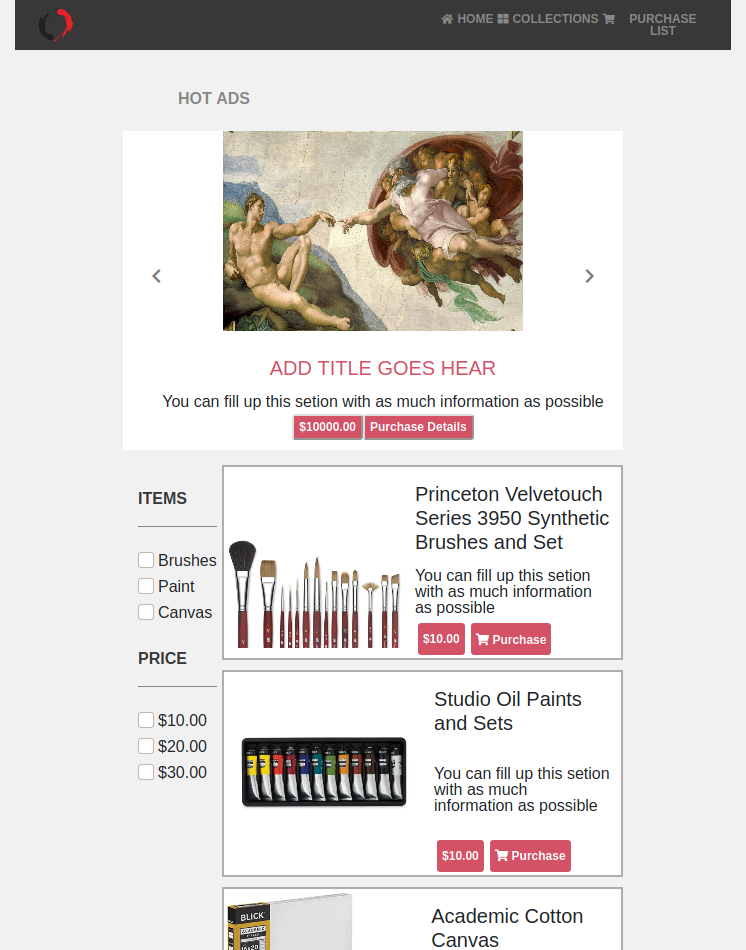 HOME COLLECTIONS PURCHASE
LIST
HOT ADS
ADD TITLE GOES HEAR
You can fill up this setion with as much information as possible
$10000.00 Purchase Details
ITEMS
Brushes
Paint
Canvas
PRICE
$10.00
$20.00
$30.00
Princeton Velvetouch
Series 3950 Synthetic
Brushes and Set
You can fill up this setion
with as much information
as possible
$10.00 Purchase
Studio Oil Paints
and Sets
You can fill up this setion
with as much
information as possible
$10.00 Purchase
BLICK
ACADEMIC
Academic Cotton
Canvas